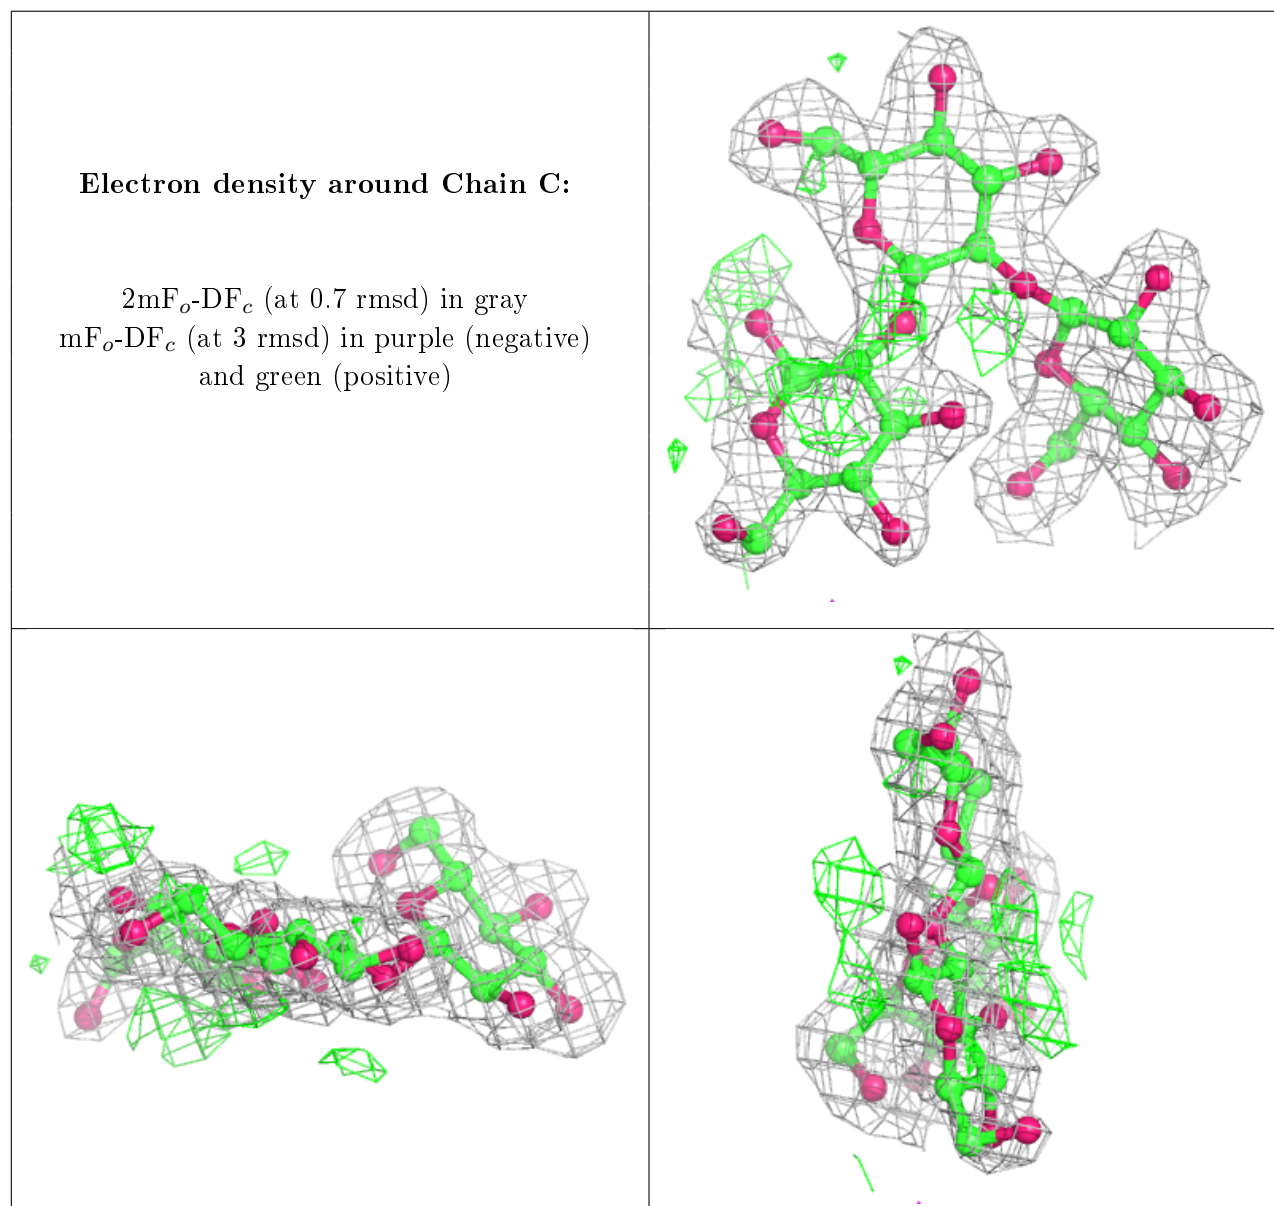 Electron density around Chain C:
2mFₒ-DF𝒸 (at 0.7 rmsd) in gray
mFₒ-DF𝒸 (at 3 rmsd) in purple (negative)
and green (positive)